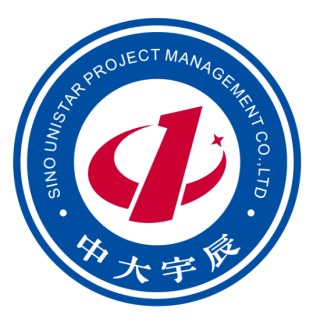 SINO UNISTAR PROJECT MANAGEMENT CO.,LTD
中大宇辰